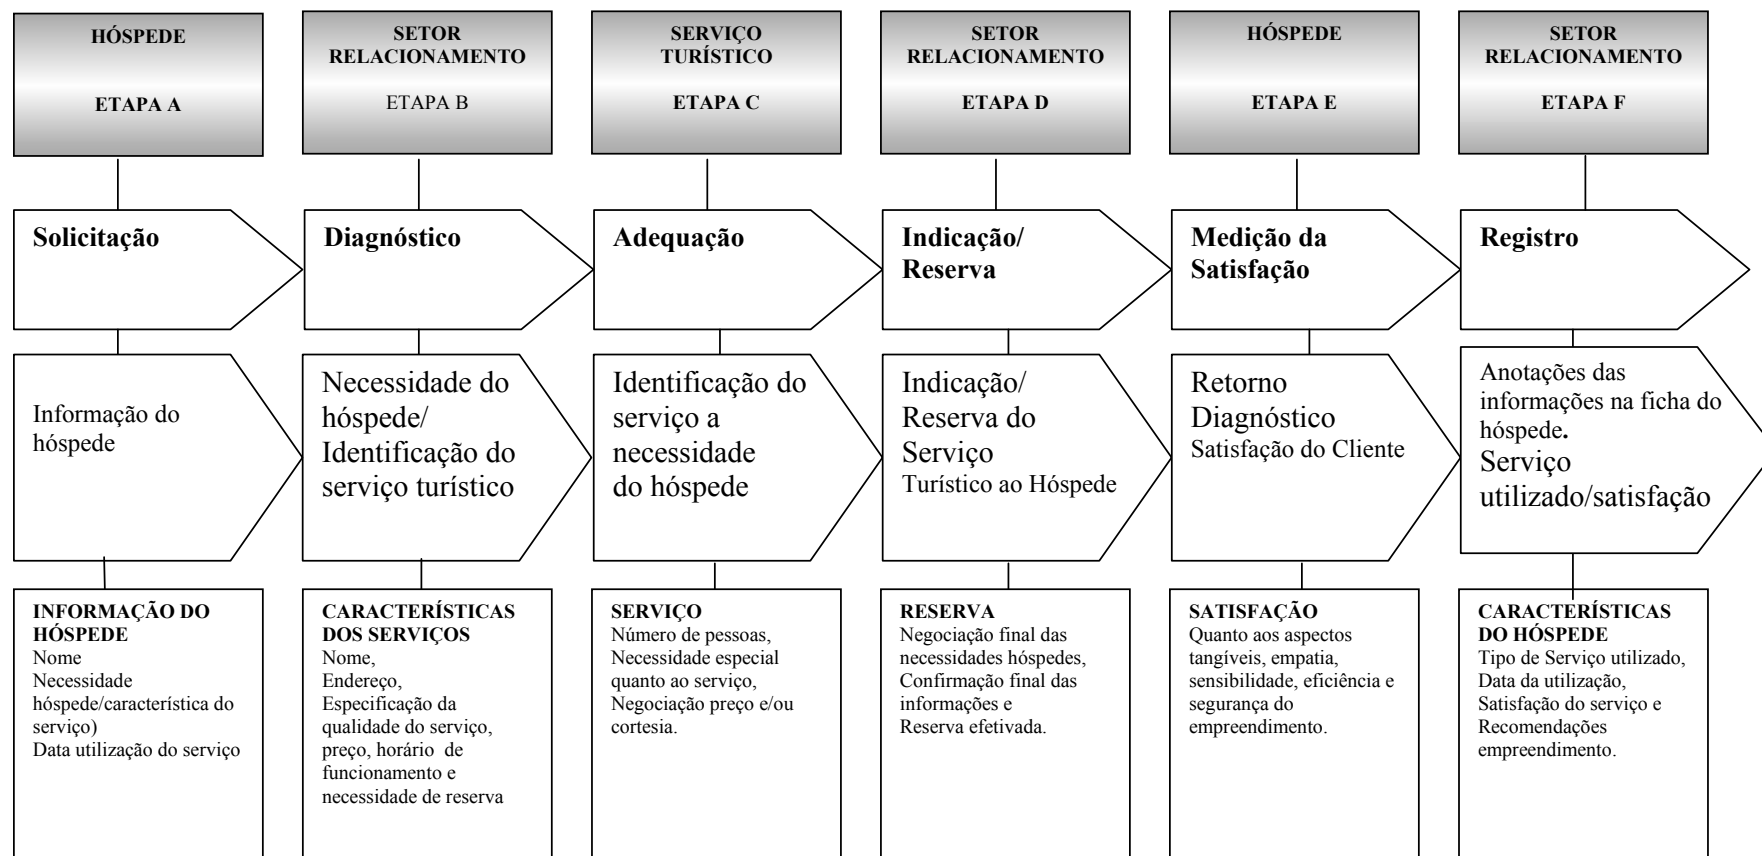 HÓSPEDE
ETAPA A
SETOR
RELACIONAMENTO
ETAPA B
SERVIÇO
TURÍSTICO
ETAPA C
SETOR
RELACIONAMENTO
ETAPA D
HÓSPEDE
ETAPA E
SETOR
RELACIONAMENTO
ETAPA F
Solicitação
Diagnóstico
Adequação
Indicação/
Reserva
Medição da
Satisfação
Registro
Informação do
hóspede
Necessidade do
hóspede/
Identificação do
serviço turístico
Identificação do
serviço a
necessidade
do hóspede
Indicação/
Reserva do
Serviço
Turístico ao Hóspede
Retorno
Diagnóstico
Satisfação do Cliente
Anotações das
informações na ficha do
hóspede.
Serviço
utilizado/satisfação
INFORMAÇÃO DO
HÓSPEDE
Nome
Necessidade
hóspede/característica do
serviço)
Data utilização do serviço
CARACTERÍSTICAS
DOS SERVIÇOS
Nome,
Endereço,
Especificação da
qualidade do serviço,
preço, horário de
funcionamento e
necessidade de reserva
SERVIÇO
Número de pessoas,
Necessidade especial
quanto ao serviço,
Negociação preço e/ou
cortesia.
RESERVA
Negociação final das
necessidades hóspedes,
Confirmação final das
informações e
Reserva efetivada.
SATISFAÇÃO
Quanto aos aspectos
tangíveis, empatia,
sensibilidade, eficiência e
segurança do
empreendimento.
CARACTERÍSTICAS
DO HÓSPEDE
Tipo de Serviço utilizado,
Data da utilização,
Satisfação do serviço e
Recomendações
empreendimento.